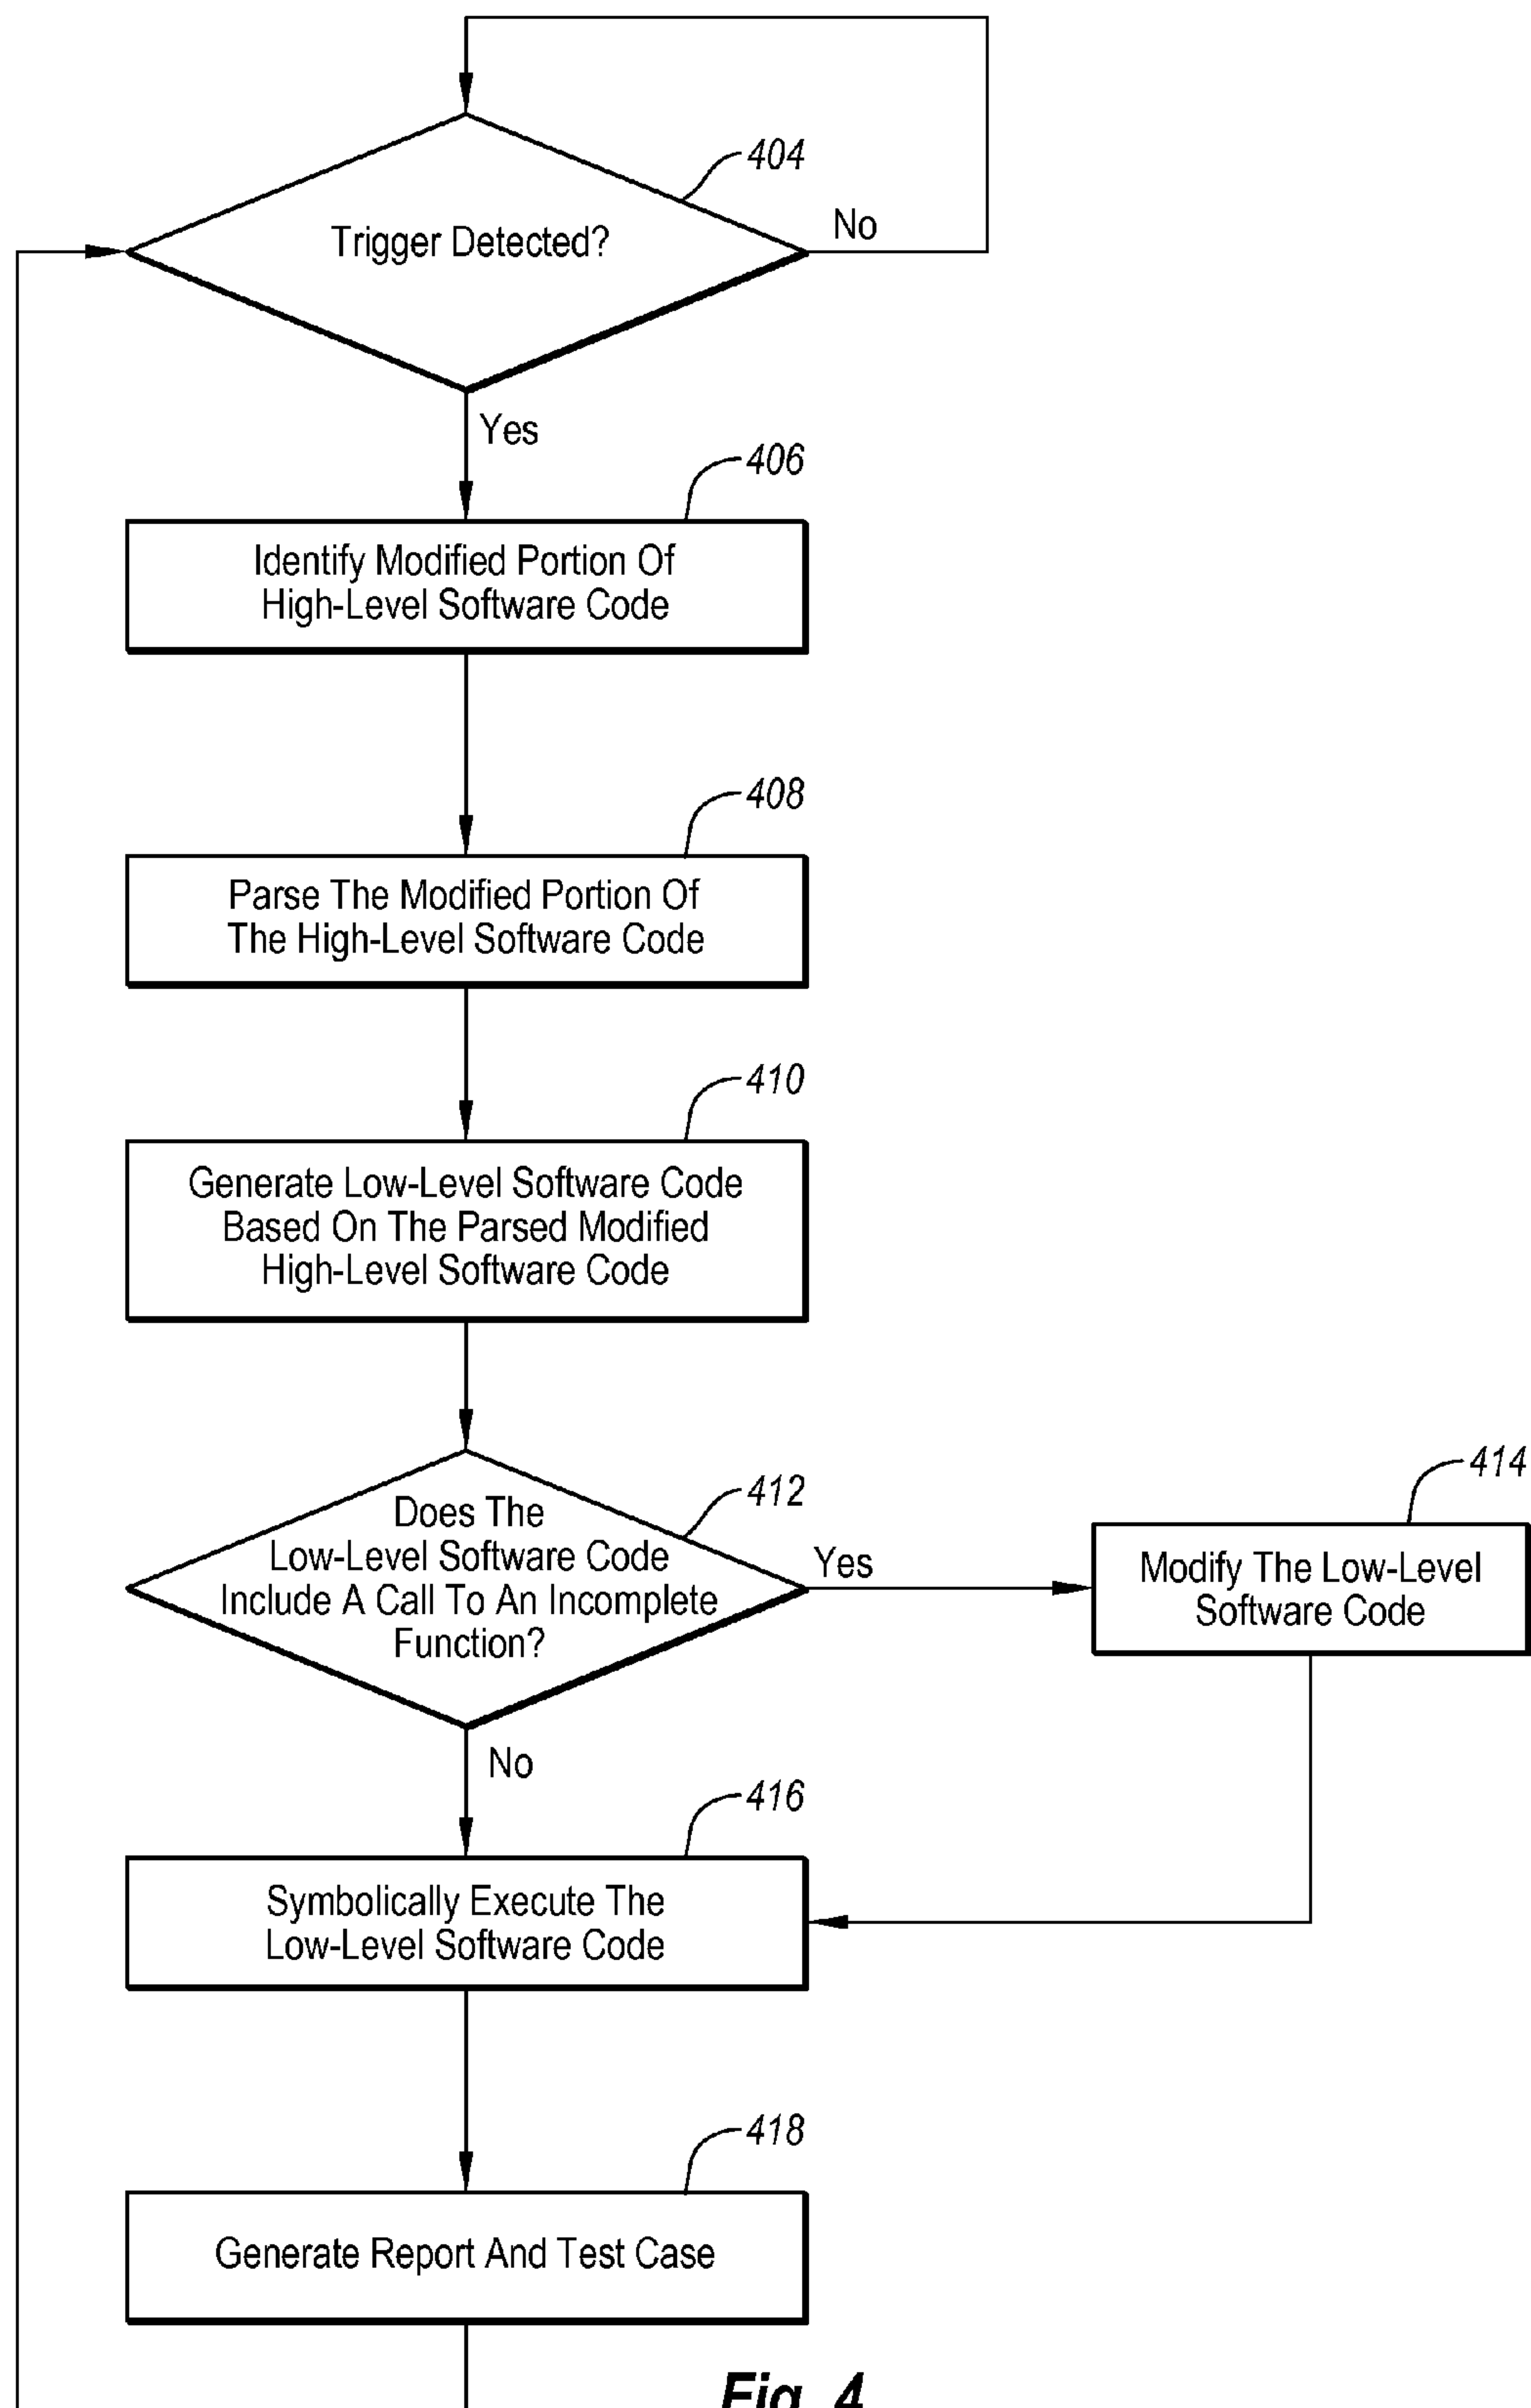 404
Trigger Detected?
No
Yes
406
Identify Modified Portion Of
High-Level Software Code
408
Parse The Modified Portion Of
The High-Level Software Code
410
Generate Low-Level Software Code
Based On The Parsed Modified
High-Level Software Code
412
Does The
Low-Level Software Code
Include A Call To An Incomplete
Function?
Yes
414
Modify The Low-Level
Software Code
No
416
Symbolically Execute The
Low-Level Software Code
418
Generate Report And Test Case
Fig. 4